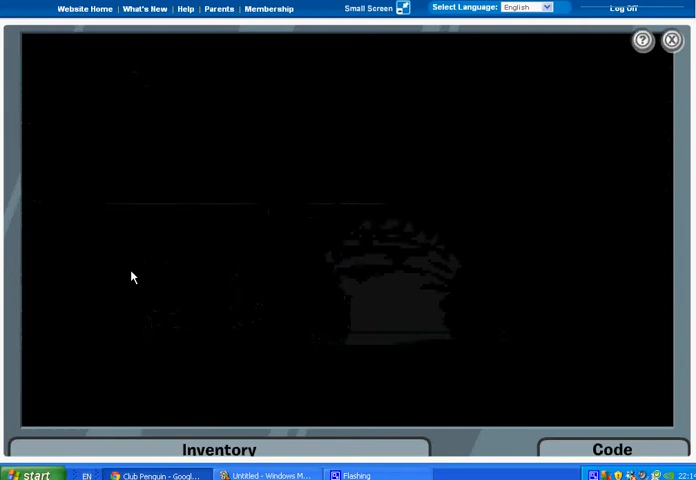 Website Home | What's New | Help | Parents | Membership
Small Screen
Select Language: English
Log Off
?
X
Inventory
Code
start
EN
Club Penguin - Googl...
Untitled - Windows M...
Flashing